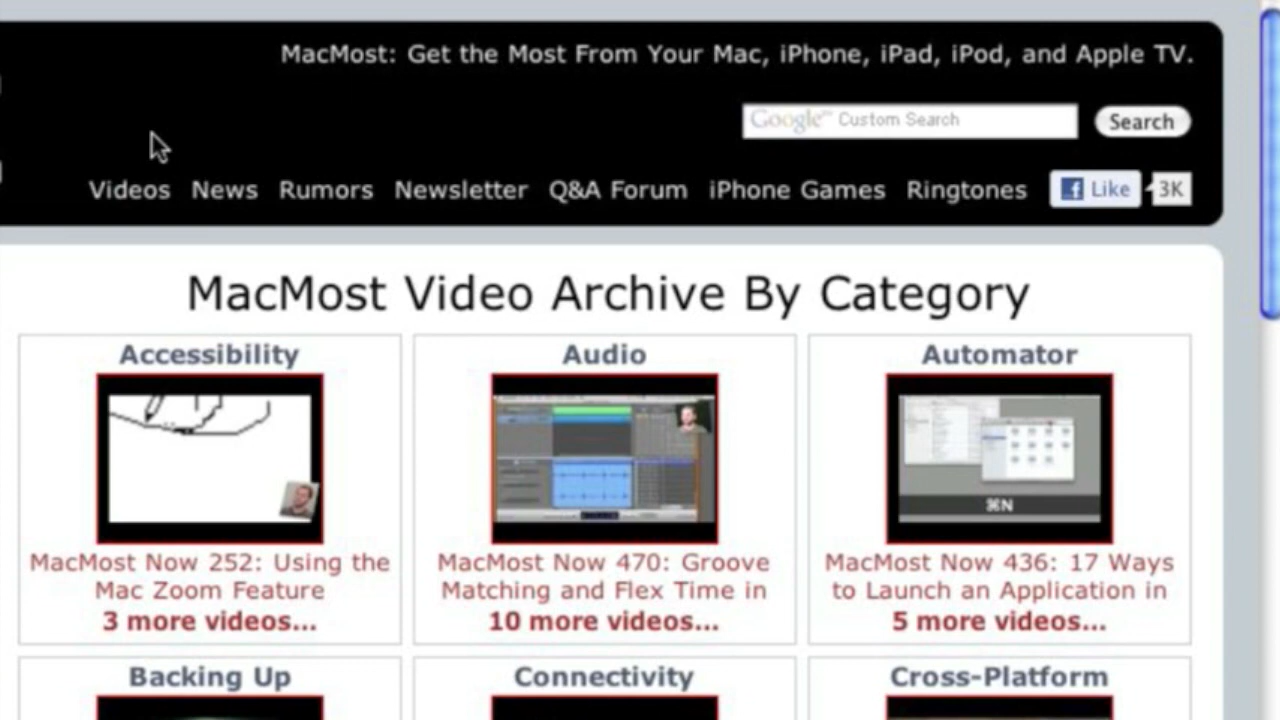 MacMost: Get the Most From Your Mac, iPhone, iPad, iPod, and Apple TV.
Google™ Custom Search
Search
Videos News Rumors Newsletter Q&A Forum iPhone Games Ringtones Like 3K
MacMost Video Archive By Category
Accessibility
MacMost Now 252: Using the
Mac Zoom Feature
3 more videos...
Audio
MacMost Now 470: Groove
Matching and Flex Time in
10 more videos...
Automator
⌘N
MacMost Now 436: 17 Ways
to Launch an Application in
5 more videos...
Backing Up
Connectivity
Cross-Platform